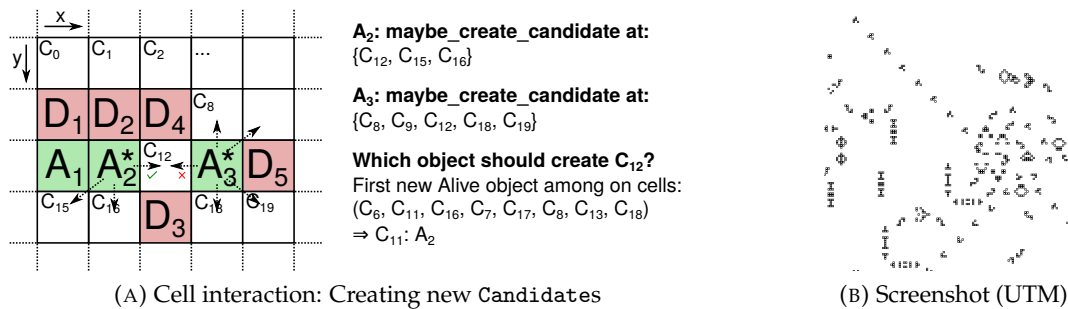 x
y
C₀ C₁ C₂ ...
D₁ D₂ D₄ C₈
A₁ A₂* C₁₂ ✓ × A₃* D₅
C₁₅ C₁₆ D₃ C₁₈ C₁₉
A₂: maybe_create_candidate at:
{C₁₂, C₁₅, C₁₆}
A₃: maybe_create_candidate at:
{C₈, C₉, C₁₂, C₁₈, C₁₉}
Which object should create C₁₂?
First new Alive object among on cells:
(C₆, C₁₁, C₁₆, C₇, C₁₇, C₈, C₁₃, C₁₈)
⇒ C₁₁: A₂
(A) Cell interaction: Creating new Candidates
(B) Screenshot (UTM)